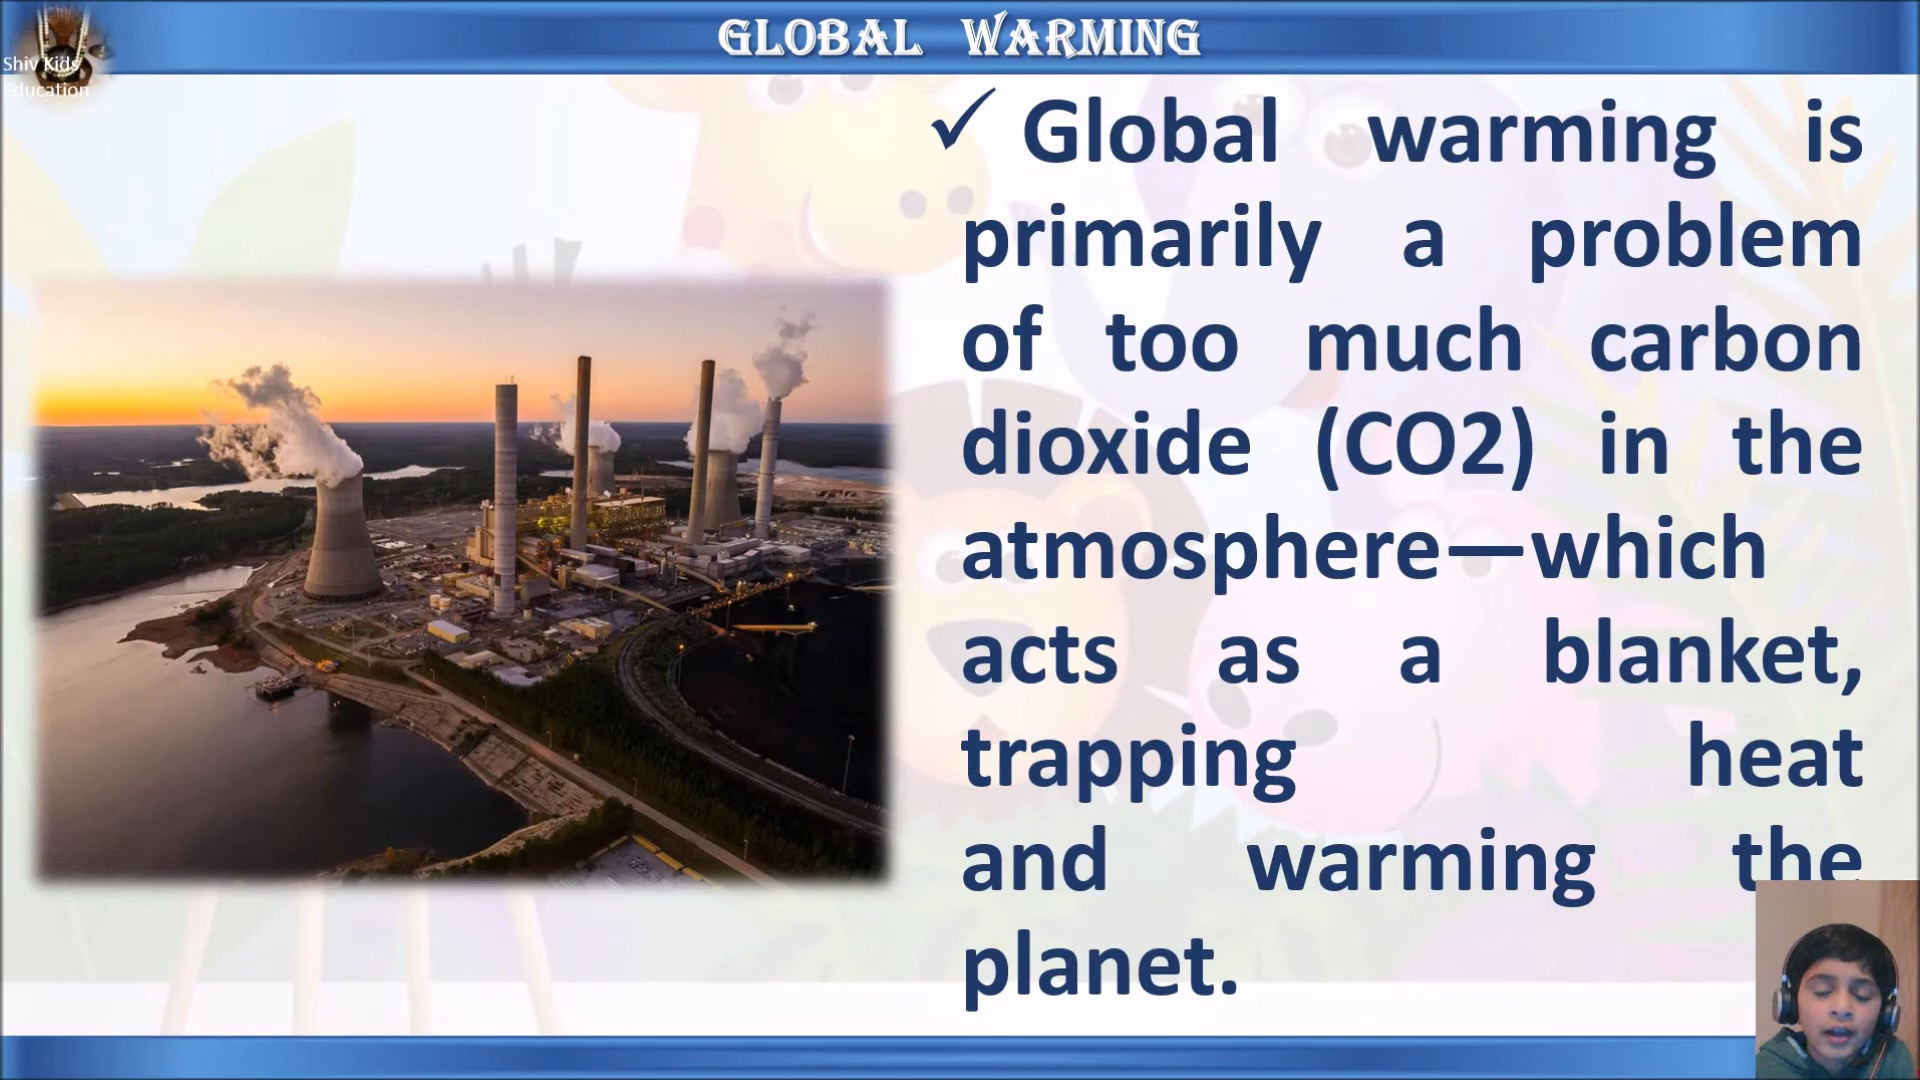 GLOBAL WARMING
Shiv Kids
Education
✓ Global warming is
primarily a problem
of too much carbon
dioxide (CO2) in the
atmosphere—which
acts as a blanket,
trapping heat
and warming the
planet.